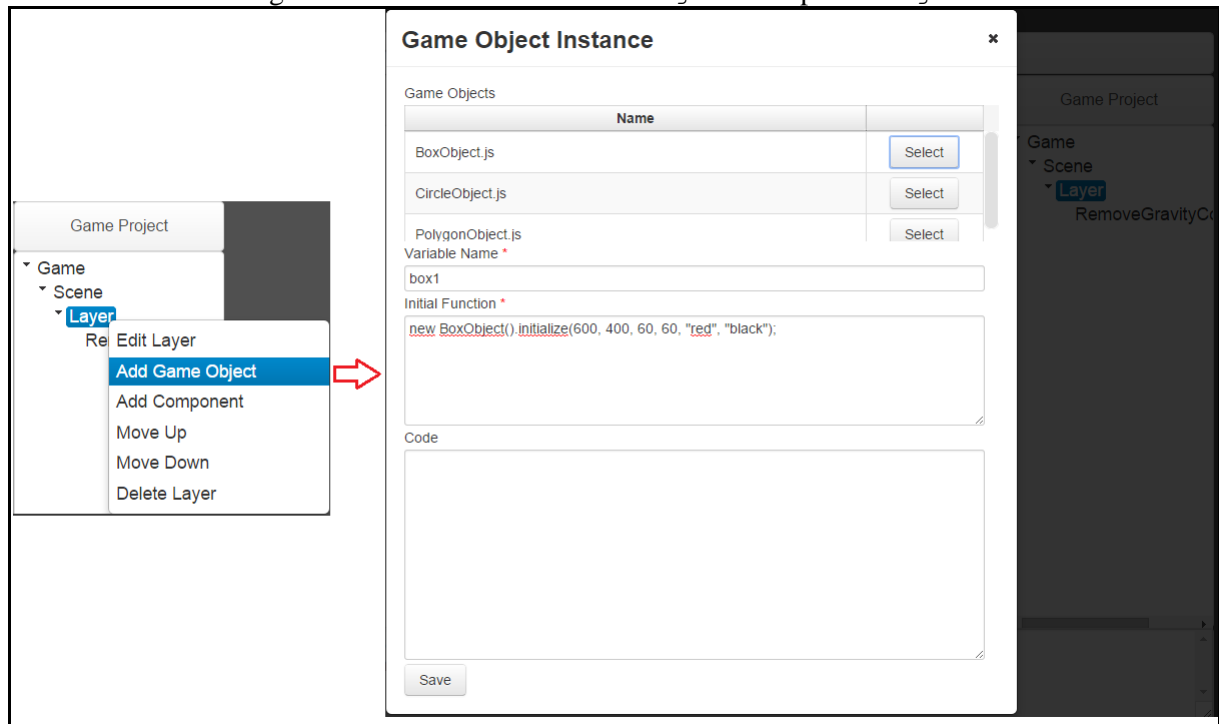 Game Project
Game
Scene
Layer
Re
Edit Layer
Add Game Object
Add Component
Move Up
Move Down
Delete Layer
Game Object Instance
×
Game Objects
Name
BoxObject.js Select
CircleObject.js Select
PolygonObject.js Select
Variable Name *
box1
Initial Function *
new BoxObject().initialize(600, 400, 60, 60, "red", "black");
Code
Save
Game Project
Game
Scene
Layer
RemoveGravityCo